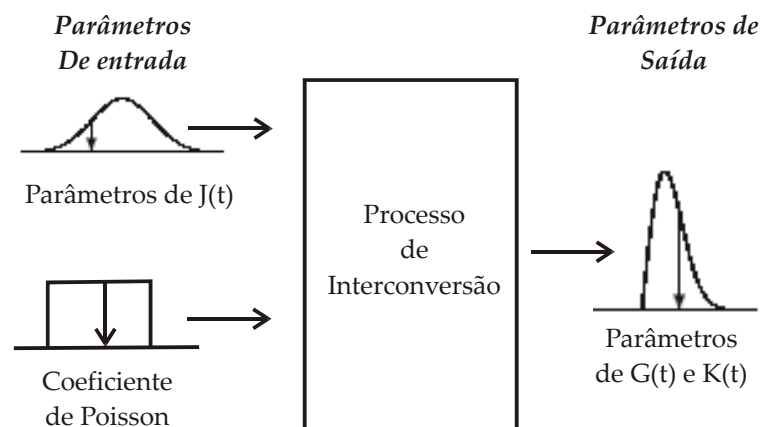 Parâmetros
De entrada
Parâmetros de J(t)
Coeficiente
de Poisson
Processo
de
Interconversão
Parâmetros de
Saída
Parâmetros
de G(t) e K(t)